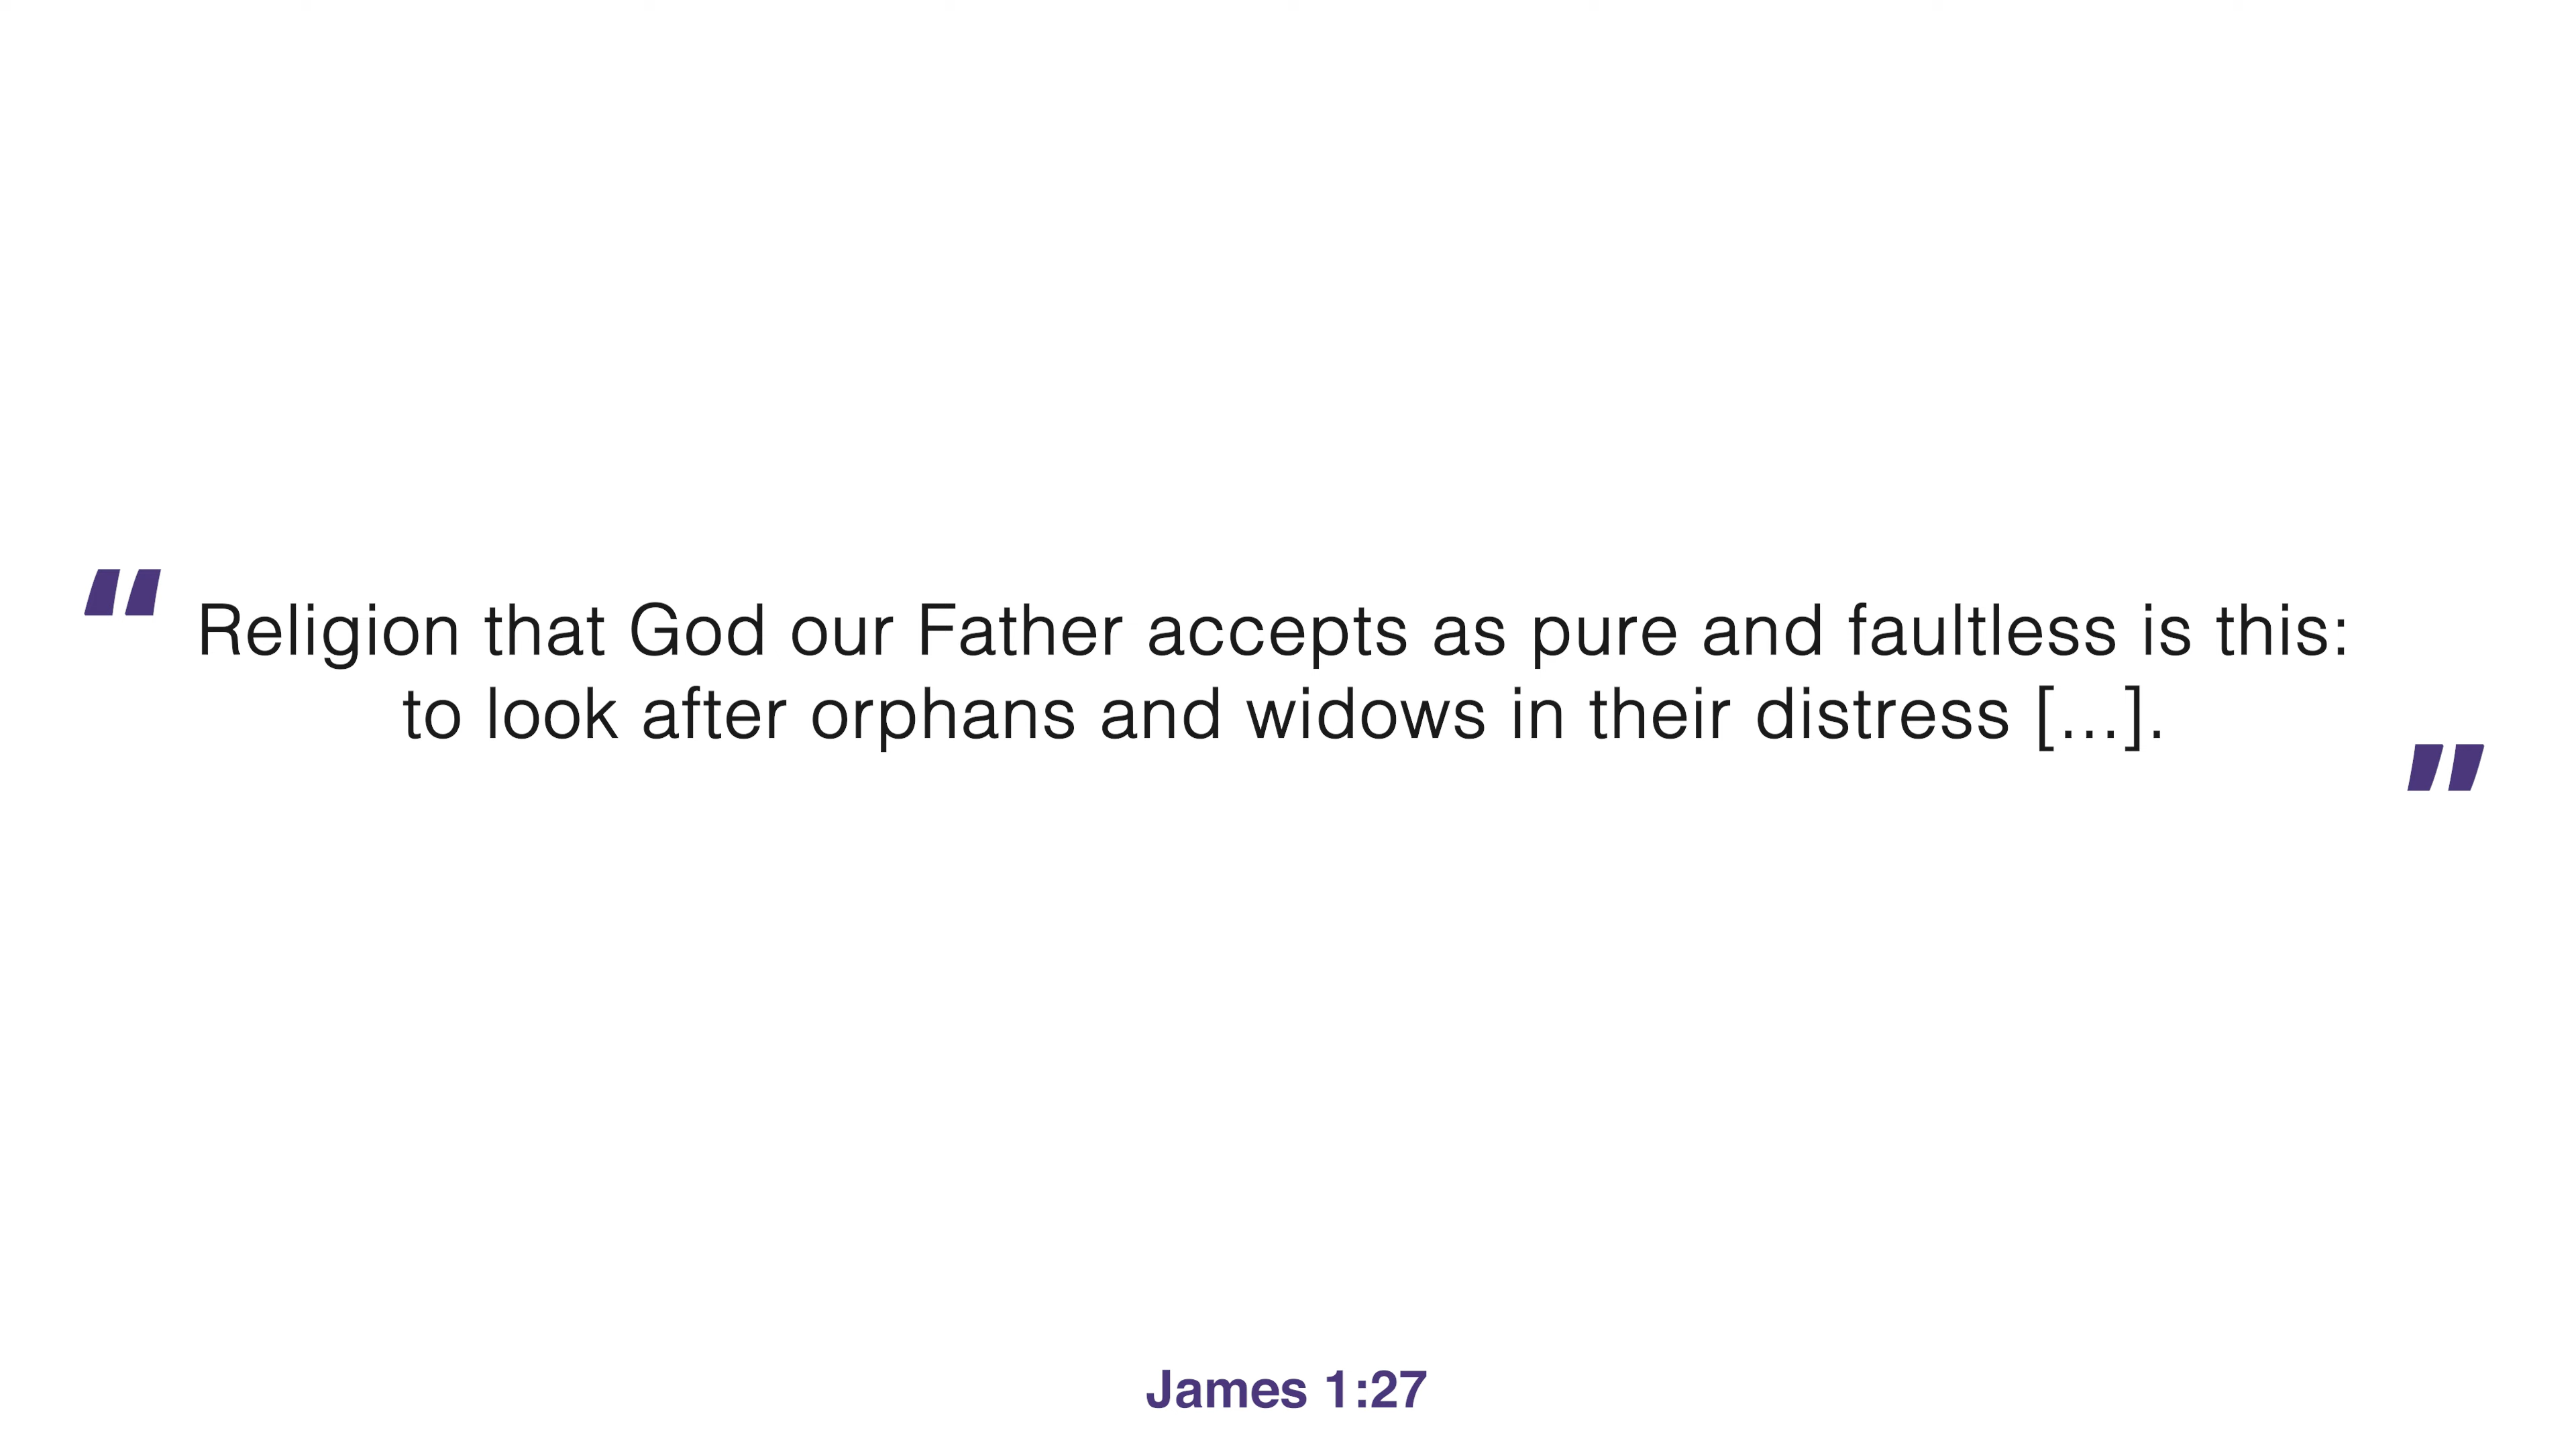 “Religion that God our Father accepts as pure and faultless is this:
to look after orphans and widows in their distress [...].”
James 1:27